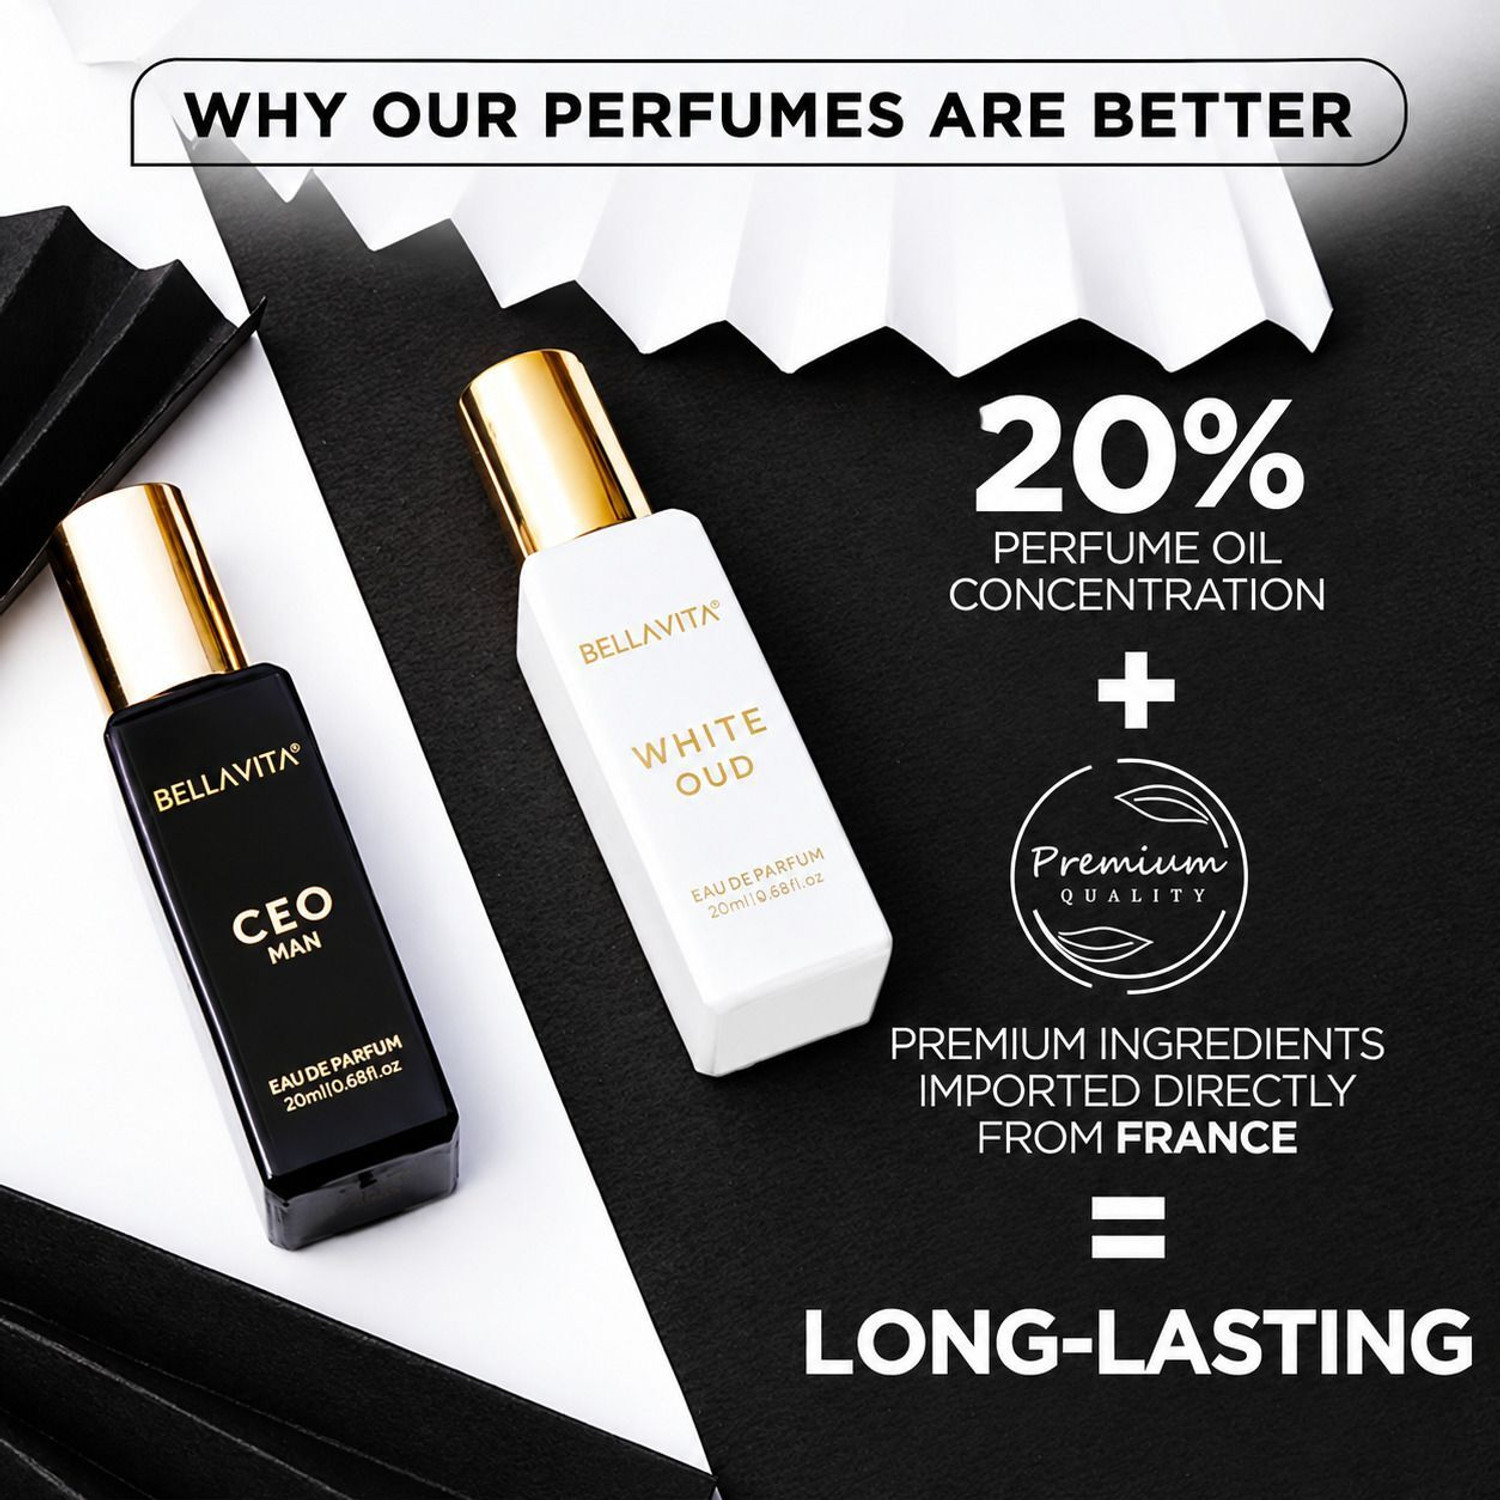 WHY OUR PERFUMES ARE BETTER
BELLAVITA®
CEO
MAN
EAU DE PARFUM
20ml|0.68fl.oz
BELLAVITA®
WHITE
OUD
EAU DE PARFUM
20ml|0.68fl.oz
20%
PERFUME OIL
CONCENTRATION
+
Premium
QUALITY
PREMIUM INGREDIENTS
IMPORTED DIRECTLY
FROM FRANCE
=
LONG-LASTING